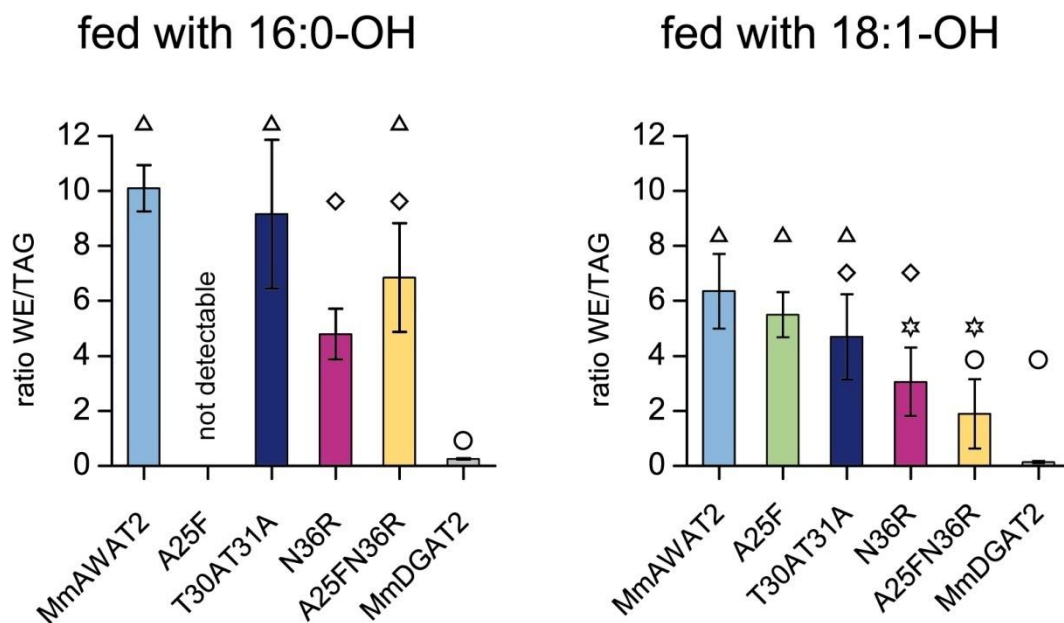 fed with 16:0-OH
ratio WE/TAG
12
10
8
6
4
2
0
not detectable
MmAWAT2
A25F
T30AT31A
N36R
A25FN36R
MmDGAT2
fed with 18:1-OH
ratio WE/TAG
12
10
8
6
4
2
0
MmAWAT2
A25F
T30AT31A
N36R
A25FN36R
MmDGAT2